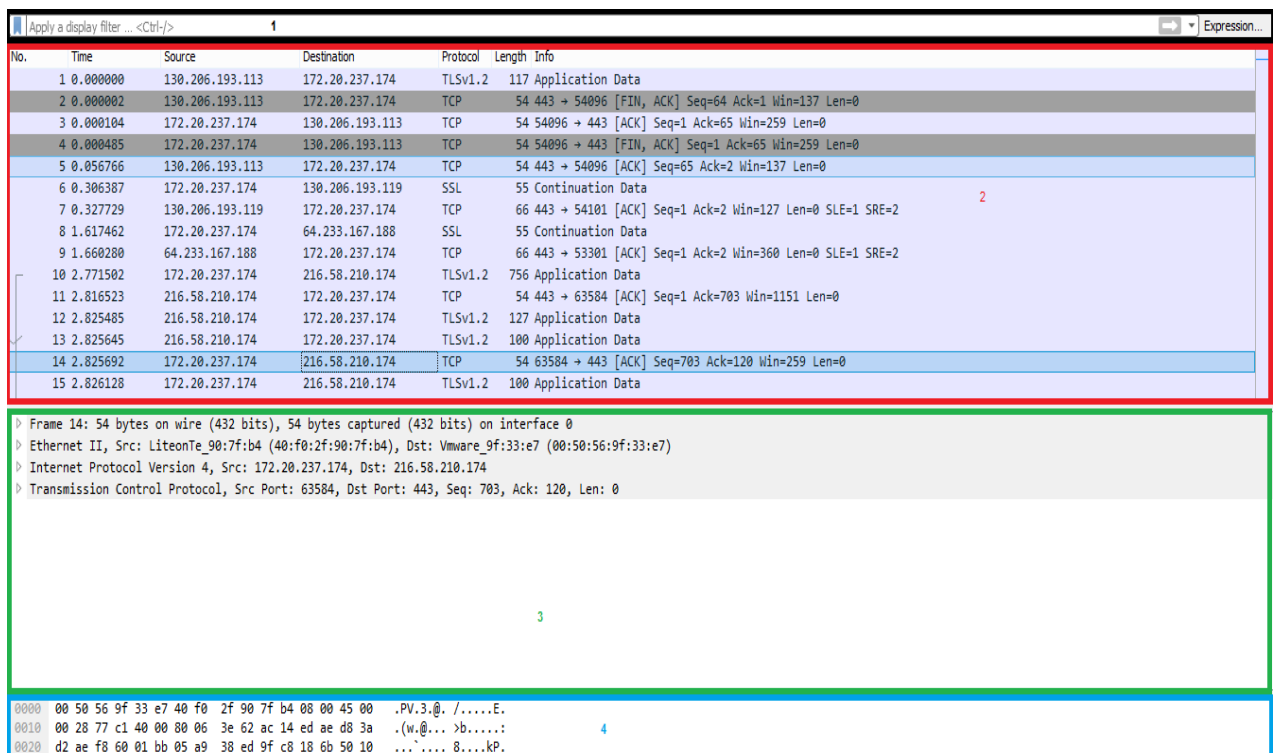 Apply a display filter ... <Ctrl-/> 1 Expression...
No. Time Source Destination Protocol Length Info
1 0.000000 130.206.193.113 172.20.237.174 TLSv1.2 117 Application Data
2 0.000002 130.206.193.113 172.20.237.174 TCP 54 443 → 54096 [FIN, ACK] Seq=64 Ack=1 Win=137 Len=0
3 0.000104 172.20.237.174 130.206.193.113 TCP 54 54096 → 443 [ACK] Seq=1 Ack=65 Win=259 Len=0
4 0.000485 172.20.237.174 130.206.193.113 TCP 54 54096 → 443 [FIN, ACK] Seq=1 Ack=65 Win=259 Len=0
5 0.056766 130.206.193.113 172.20.237.174 TCP 54 443 → 54096 [ACK] Seq=65 Ack=2 Win=137 Len=0
6 0.306387 172.20.237.174 130.206.193.119 SSL 55 Continuation Data
2
7 0.327729 130.206.193.119 172.20.237.174 TCP 66 443 → 54101 [ACK] Seq=1 Ack=2 Win=127 Len=0 SLE=1 SRE=2
8 1.617462 172.20.237.174 64.233.167.188 SSL 55 Continuation Data
9 1.660280 64.233.167.188 172.20.237.174 TCP 66 443 → 53301 [ACK] Seq=1 Ack=2 Win=360 Len=0 SLE=1 SRE=2
10 2.771502 172.20.237.174 216.58.210.174 TLSv1.2 756 Application Data
11 2.816523 216.58.210.174 172.20.237.174 TCP 54 443 → 63584 [ACK] Seq=1 Ack=703 Win=1151 Len=0
12 2.825485 216.58.210.174 172.20.237.174 TLSv1.2 127 Application Data
13 2.825645 216.58.210.174 172.20.237.174 TLSv1.2 100 Application Data
14 2.825692 172.20.237.174 216.58.210.174 TCP 54 63584 → 443 [ACK] Seq=703 Ack=120 Win=259 Len=0
15 2.826128 172.20.237.174 216.58.210.174 TLSv1.2 100 Application Data
Frame 14: 54 bytes on wire (432 bits), 54 bytes captured (432 bits) on interface 0
Ethernet II, Src: LiteonTe_90:7f:b4 (40:f0:2f:90:7f:b4), Dst: Vmware_9f:33:e7 (00:50:56:9f:33:e7)
Internet Protocol Version 4, Src: 172.20.237.174, Dst: 216.58.210.174
Transmission Control Protocol, Src Port: 63584, Dst Port: 443, Seq: 703, Ack: 120, Len: 0
3
0000 00 50 56 9f 33 e7 40 f0 2f 90 7f b4 08 00 45 00 .PV.3.@. /.....E.
0010 00 28 77 c1 40 00 80 06 3e 62 ac 14 ed ae d8 3a .(w.@... >b.....:
4
0020 d2 ae f8 60 01 bb 05 a9 38 ed 9f c8 18 6b 50 10 ...`.... 8....kP.